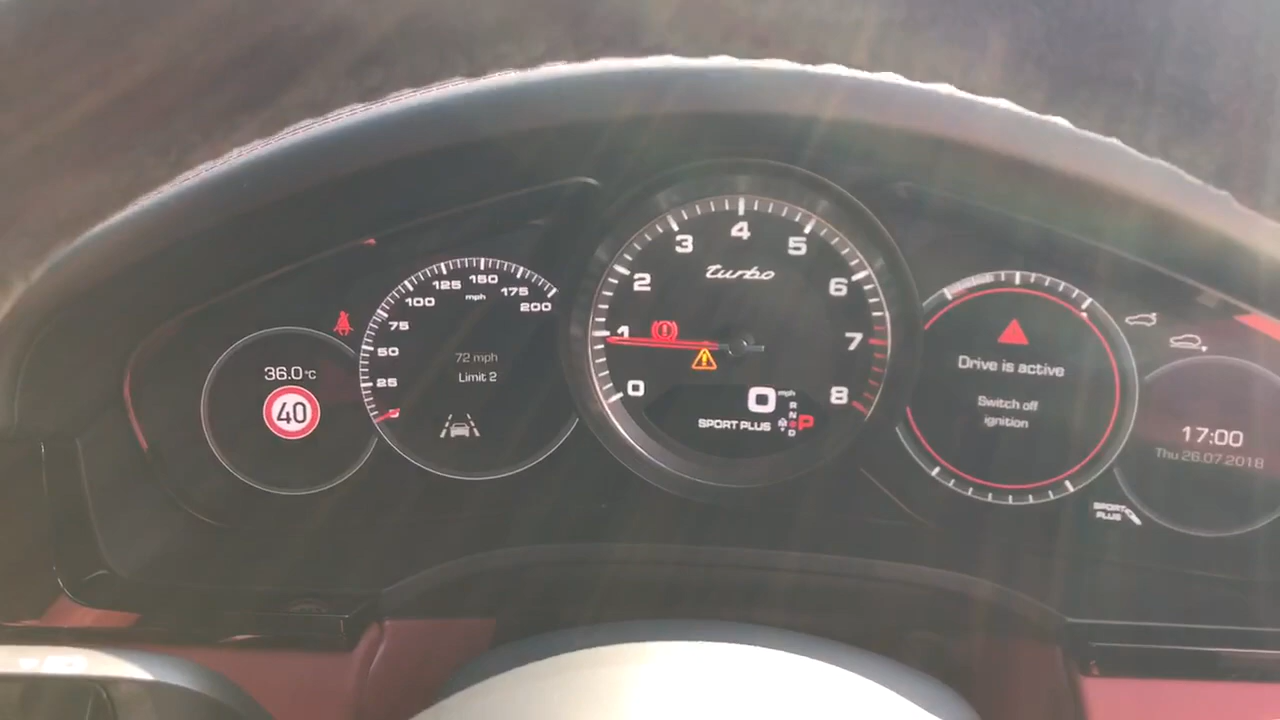 36.0°C
40
25
50
75
100
125
150
175
200
mph
72 mph
Limit 2
0
1
2
3
4
5
6
7
8
turbo
0 mph
SPORT PLUS
R
N
D
P
Drive is active
Switch off
ignition
SPORT
PLUS
17:00
Thu 26.07.2018